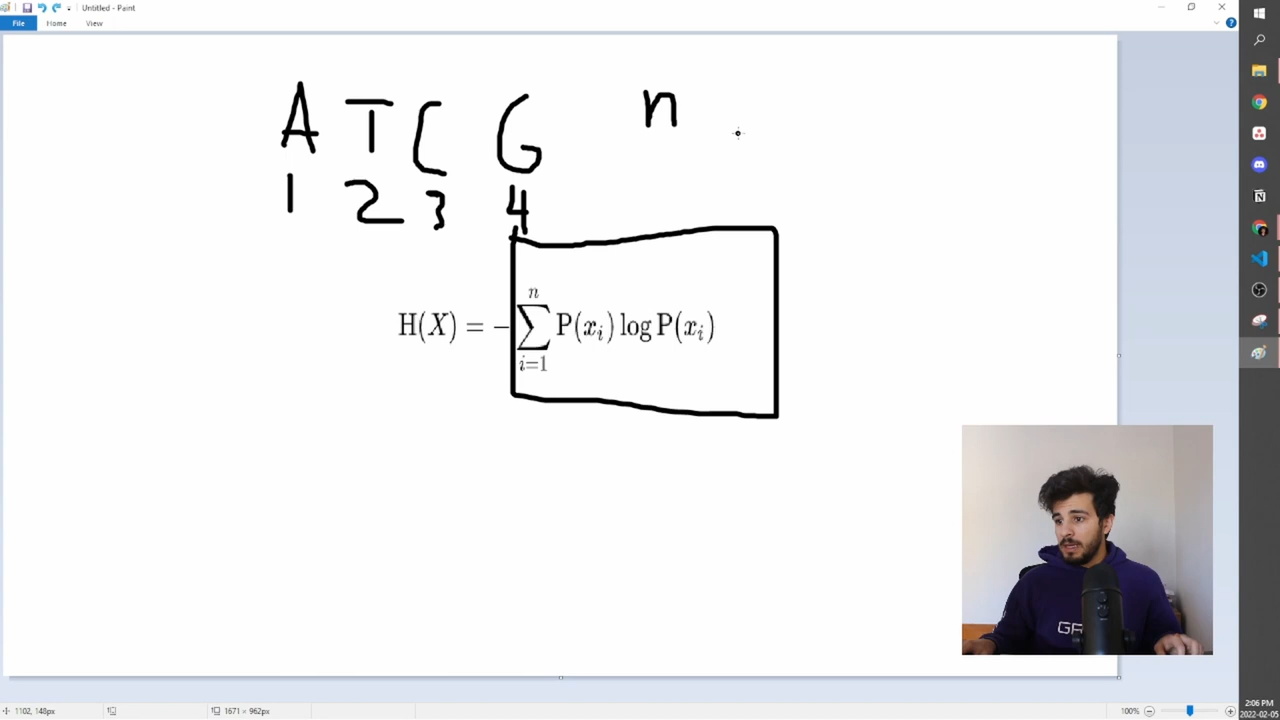 Untitled - Paint
File Home View
A T C G n
1 2 3 4
H(X) = -∑_{i=1}^{n} P(x_i) log P(x_i)
1102, 148px
1671 × 962px
100%
2:06 PM
2022-02-05